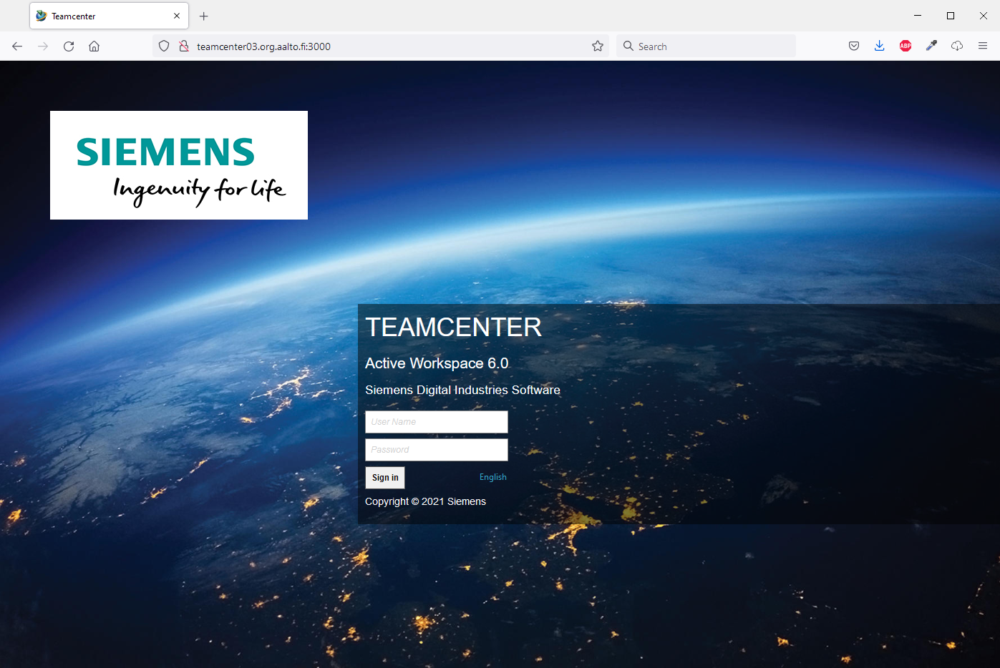 Teamcenter
teamcenter03.org.aalto.fi:3000
Search
ABP
SIEMENS
Ingenuity for life
TEAMCENTER
Active Workspace 6.0
Siemens Digital Industries Software
User Name
Password
Sign in
English
Copyright © 2021 Siemens